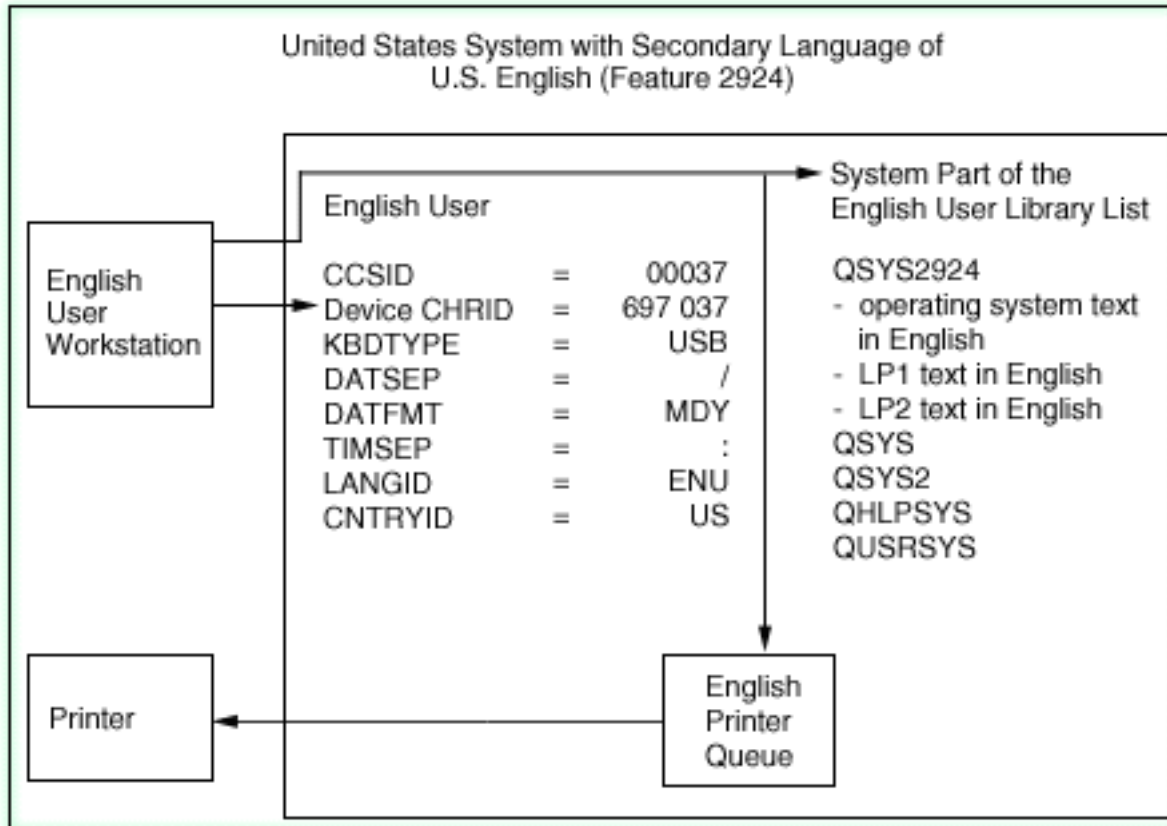 United States System with Secondary Language of
U.S. English (Feature 2924)
English
User
Workstation
English User
CCSID = 00037
Device CHRID = 697 037
KBDTYPE = USB
DATSEP = /
DATFMT = MDY
TIMSEP = :
LANGID = ENU
CNTRYID = US
System Part of the
English User Library List
QSYS2924
- operating system text
in English
- LP1 text in English
- LP2 text in English
QSYS
QSYS2
QHLPSYS
QUSRSYS
Printer
English
Printer
Queue